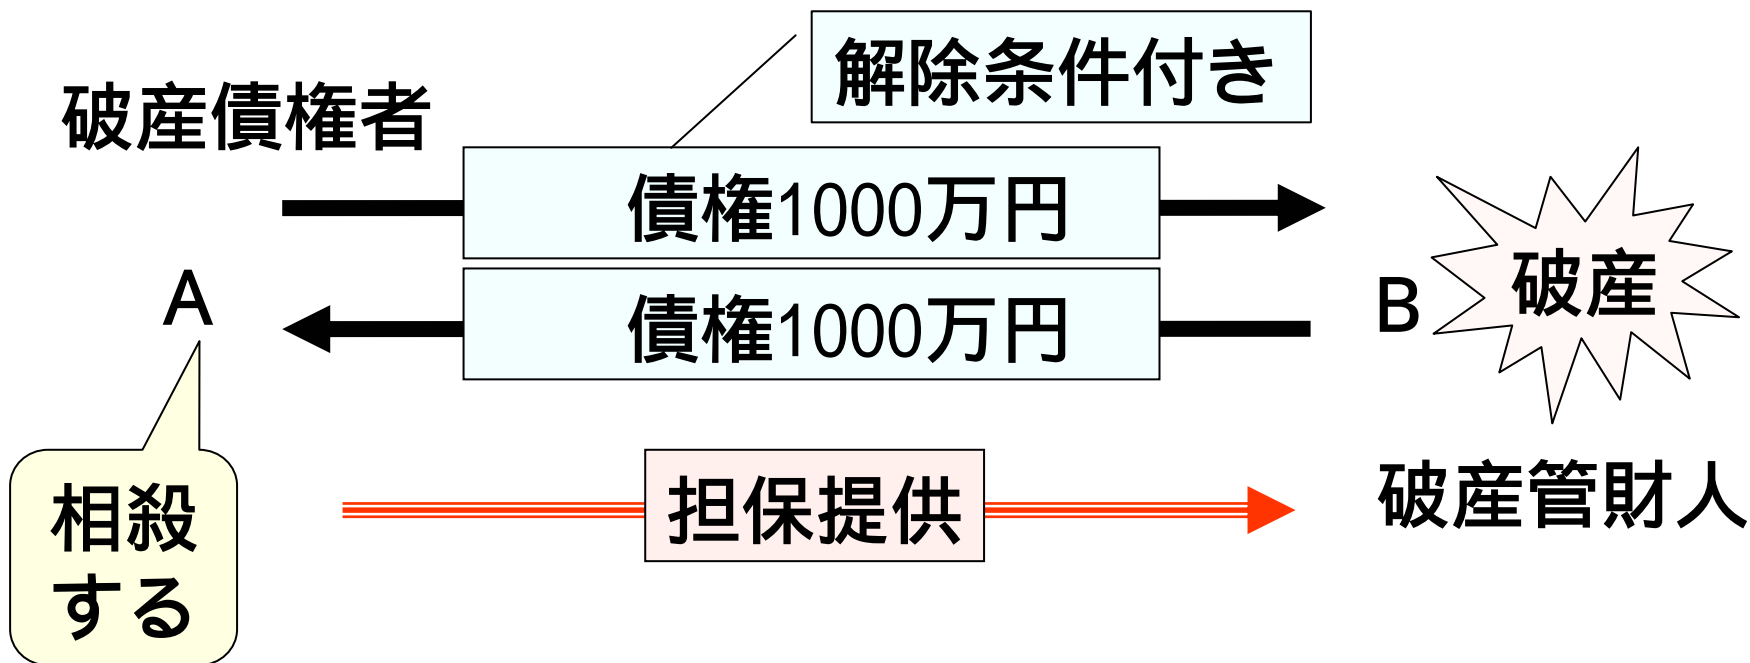 解除条件付き
破産債権者
債権1000万円
A
債権1000万円
B
破産
相殺
する
担保提供
破産管財人